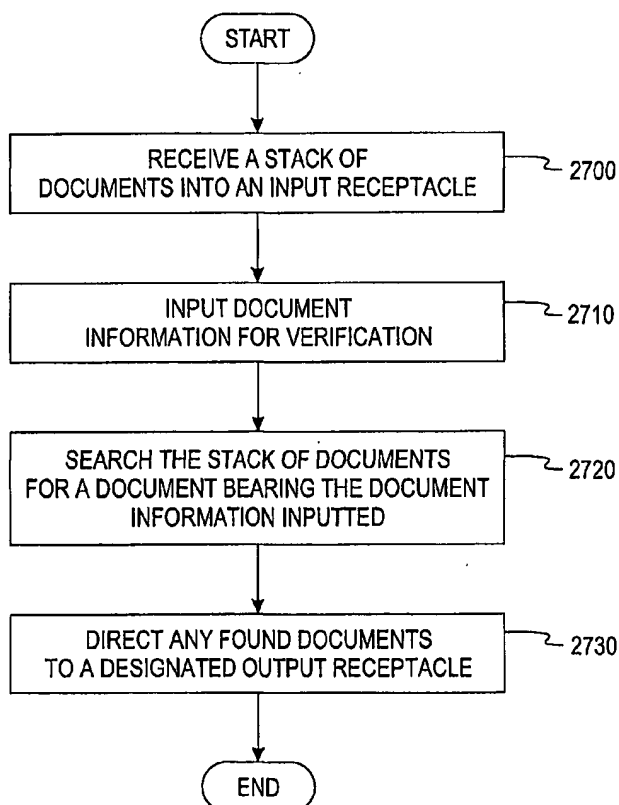 START
RECEIVE A STACK OF
DOCUMENTS INTO AN INPUT RECEPTACLE
2700
INPUT DOCUMENT
INFORMATION FOR VERIFICATION
2710
SEARCH THE STACK OF DOCUMENTS
FOR A DOCUMENT BEARING THE DOCUMENT
INFORMATION INPUTTED
2720
DIRECT ANY FOUND DOCUMENTS
TO A DESIGNATED OUTPUT RECEPTACLE
2730
END